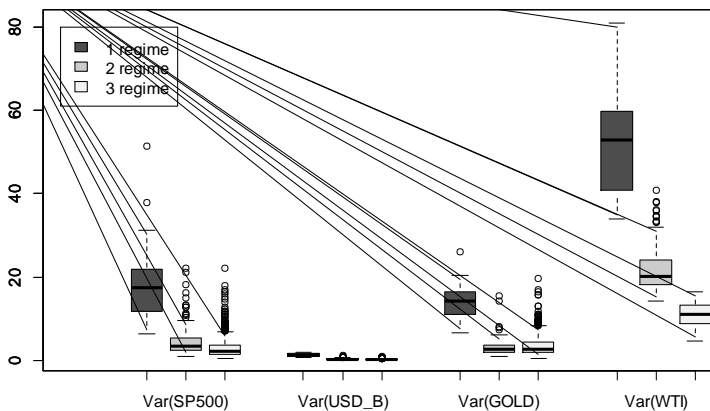 80
60
40
20
0
1 regime
2 regime
3 regime
Var(SP500) Var(USD_B) Var(GOLD) Var(WTI)